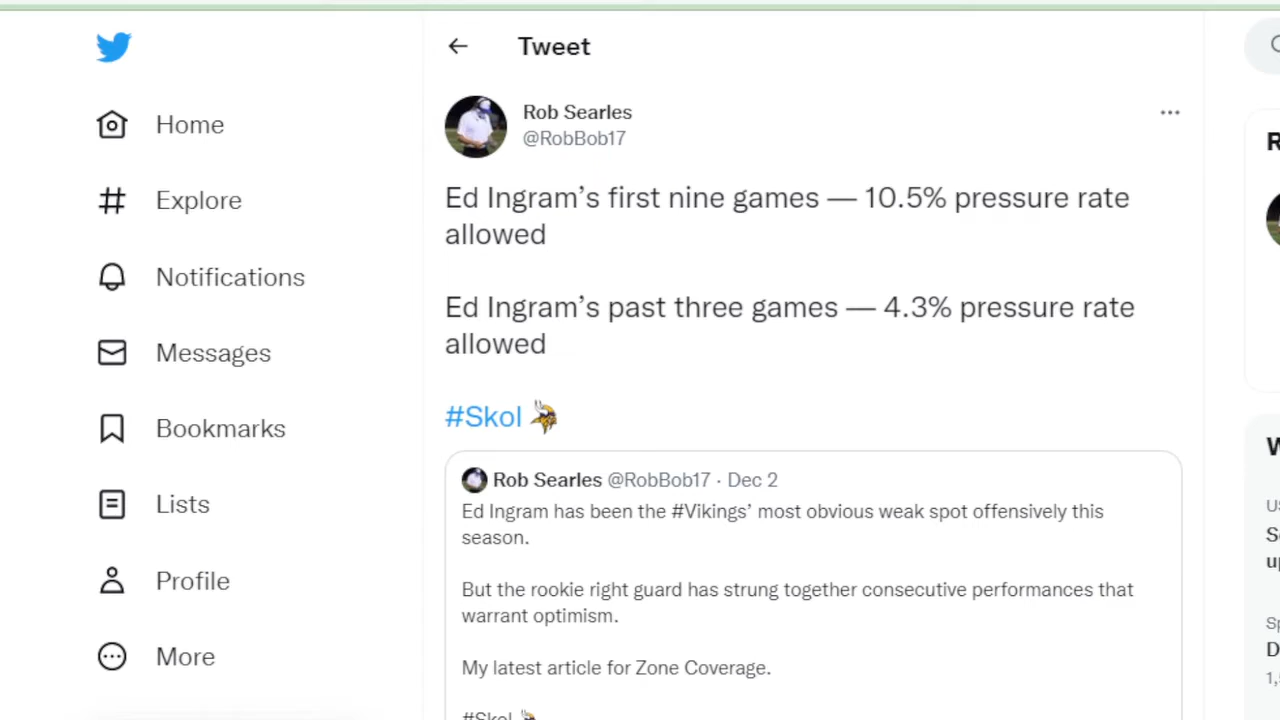 Tweet
Home
Explore
Notifications
Messages
Bookmarks
Lists
Profile
More
Rob Searles
@RobBob17
Ed Ingram’s first nine games — 10.5% pressure rate
allowed
Ed Ingram’s past three games — 4.3% pressure rate
allowed
#Skol
Rob Searles @RobBob17 · Dec 2
Ed Ingram has been the #Vikings’ most obvious weak spot offensively this
season.
But the rookie right guard has strung together consecutive performances that
warrant optimism.
My latest article for Zone Coverage.
#Skol